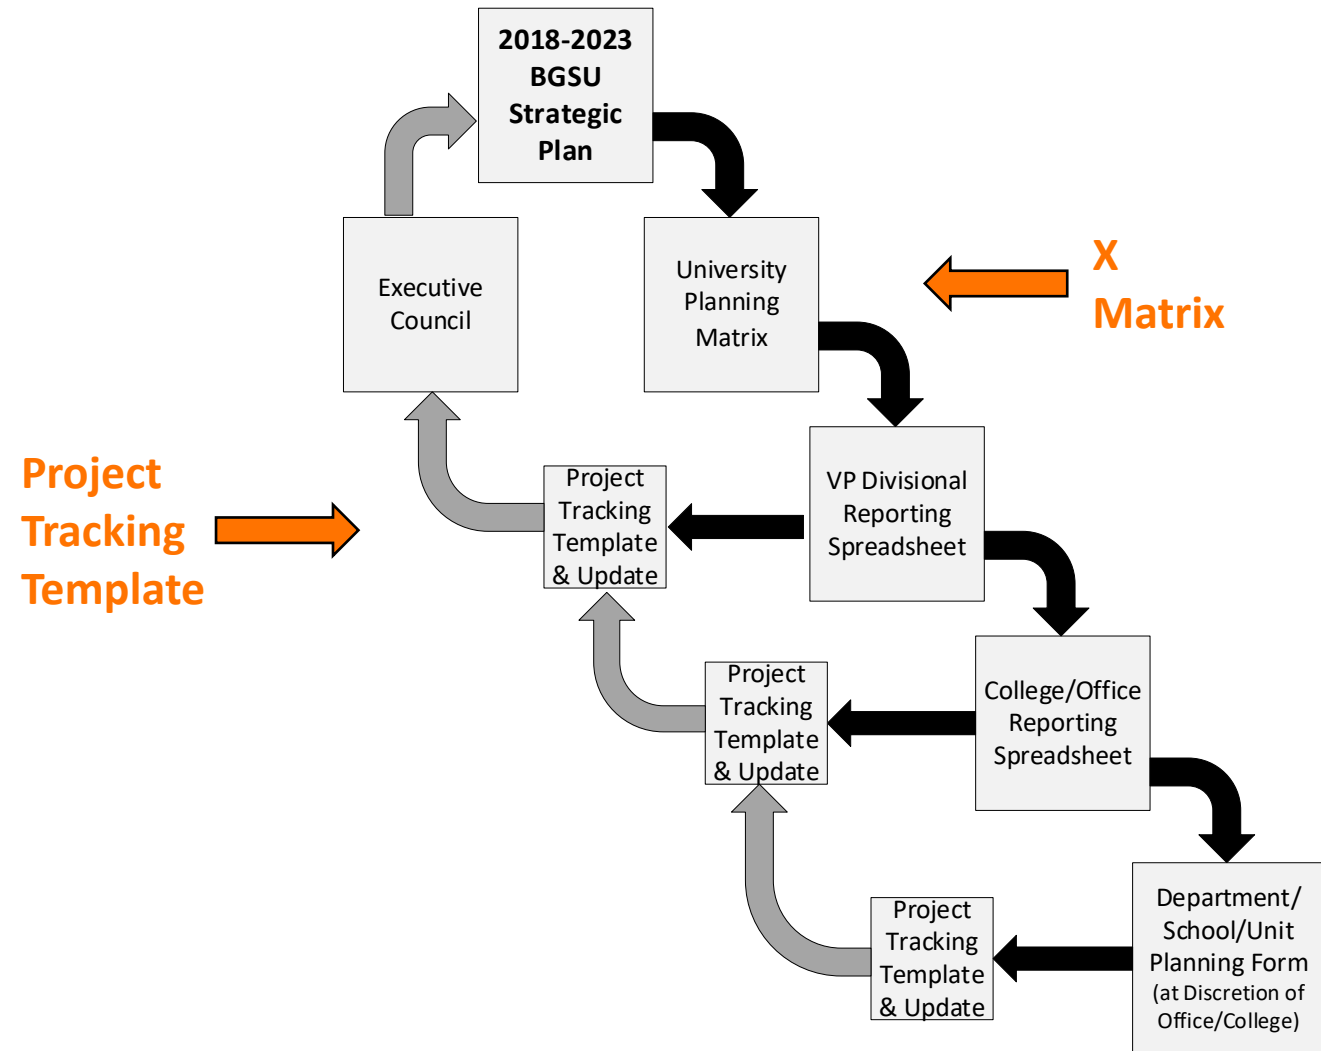 2018-2023
BGSU
Strategic
Plan
Executive
Council
University
Planning
Matrix
X
Matrix
Project
Tracking
Template
Project
Tracking
Template
& Update
VP Divisional
Reporting
Spreadsheet
Project
Tracking
Template
& Update
College/Office
Reporting
Spreadsheet
Project
Tracking
Template
& Update
Department/
School/Unit
Planning Form
(at Discretion of
Office/College)